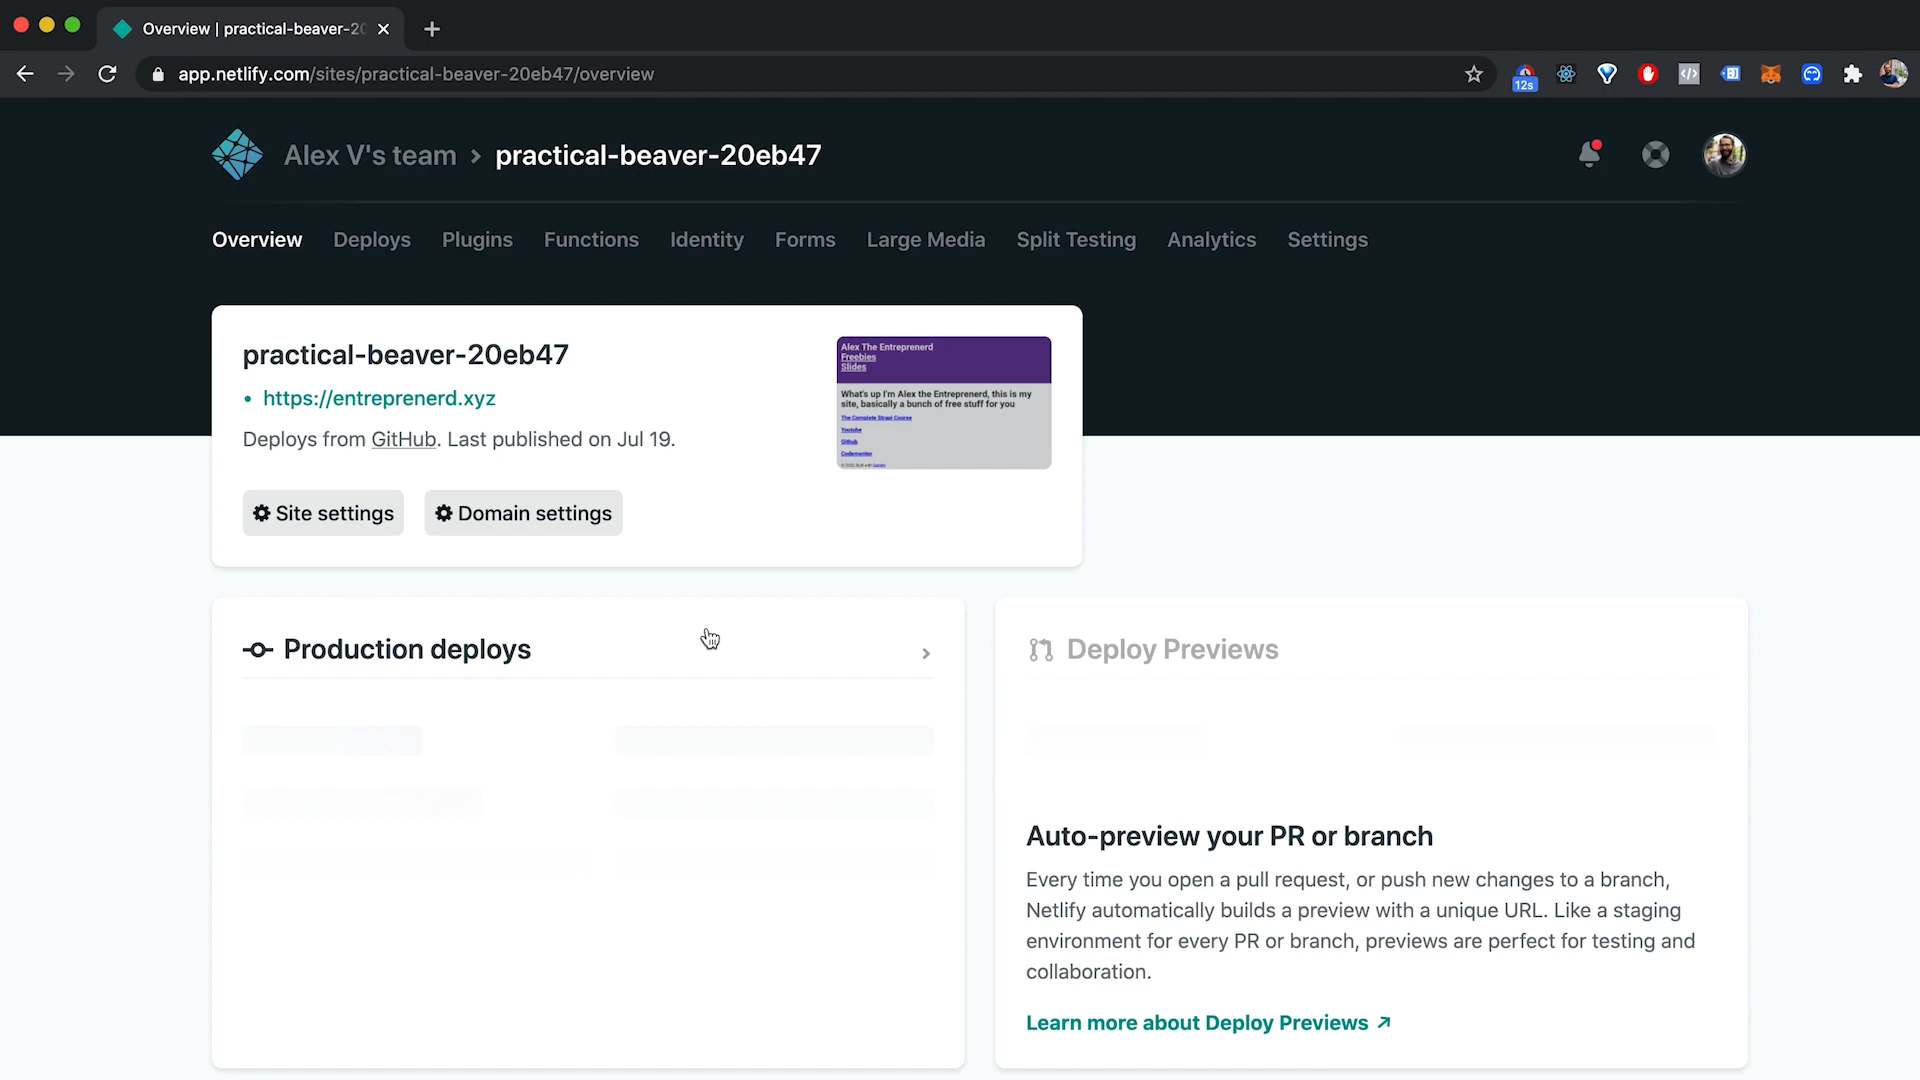 Overview | practical-beaver-20
app.netlify.com/sites/practical-beaver-20eb47/overview
12s
Alex V's team > practical-beaver-20eb47
Overview Deploys Plugins Functions Identity Forms Large Media Split Testing Analytics Settings
practical-beaver-20eb47
• https://entreprenerd.xyz
Deploys from GitHub. Last published on Jul 19.
Site settings Domain settings
Alex The Entreprenerd
Freebies
Slides
What's up I'm Alex the Entreprenerd, this is my
site, basically a bunch of free stuff for you
The Complete Strapi Course
Youtube
Github
Codementor
© 2020, Built with Gatsby
Production deploys
Deploy Previews
Auto-preview your PR or branch
Every time you open a pull request, or push new changes to a branch,
Netlify automatically builds a preview with a unique URL. Like a staging
environment for every PR or branch, previews are perfect for testing and
collaboration.
Learn more about Deploy Previews ↗